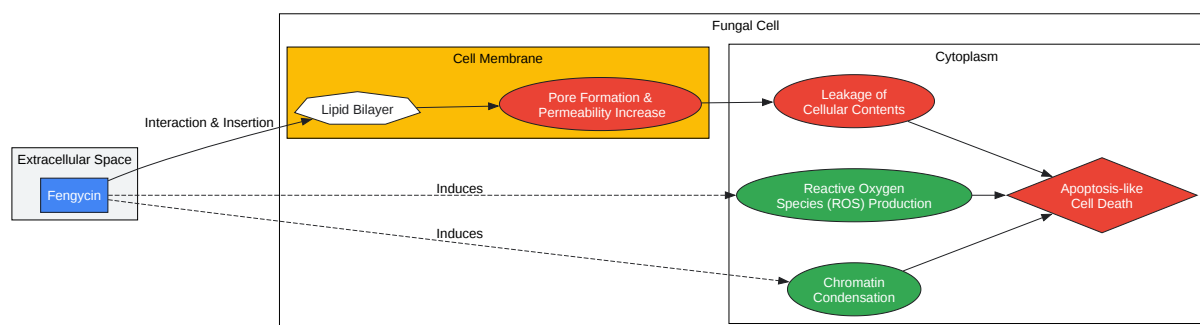 Fungal Cell
Cell Membrane
Cytoplasm
Lipid Bilayer
Pore Formation &
Permeability Increase
Leakage of
Cellular Contents
Interaction & Insertion
Extracellular Space
Fengycin
Induces
Reactive Oxygen
Species (ROS) Production
Apoptosis-like
Cell Death
Induces
Chromatin
Condensation